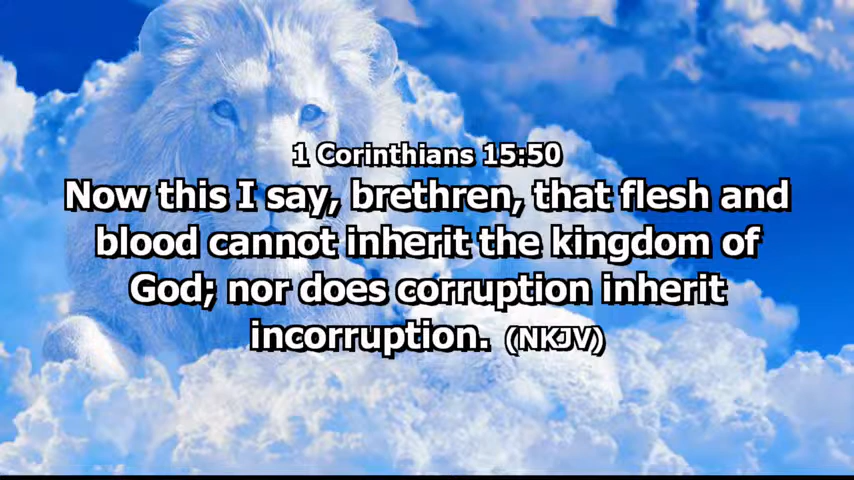 1 Corinthians 15:50
Now this I say, brethren, that flesh and
blood cannot inherit the kingdom of
God; nor does corruption inherit
incorruption. (NKJV)